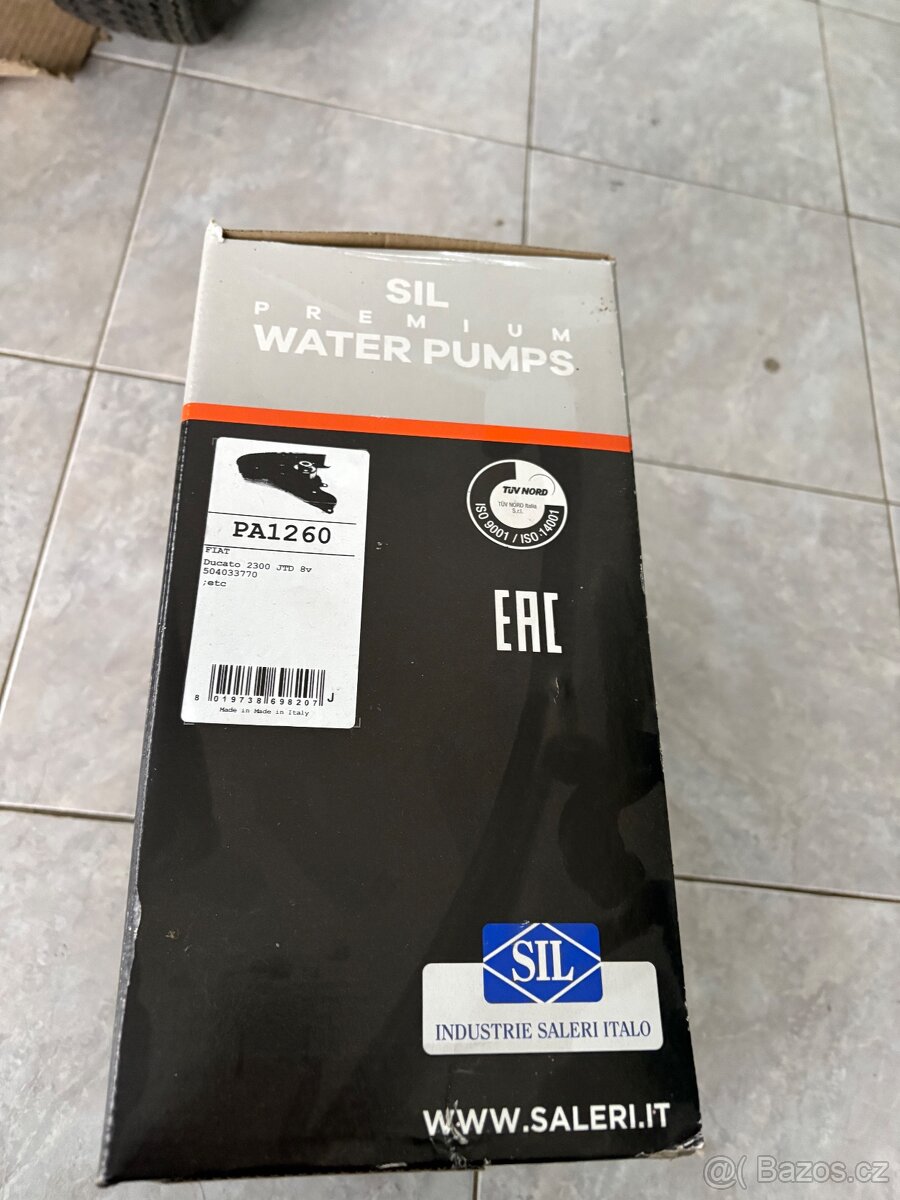 SIL
PREMIUM
WATER PUMPS
PA1260
FIAT
Ducato 2300 JTD 8v
504033770
;etc
8 019738 698207 J
Made in Made in Italy
TÜV NORD
TÜV NORD Italia
S.r.l.
ISO 9001 / ISO 14001
EAC
SIL
INDUSTRIE SALERI ITALO
WWW.SALERI.IT
@( Bazos.cz